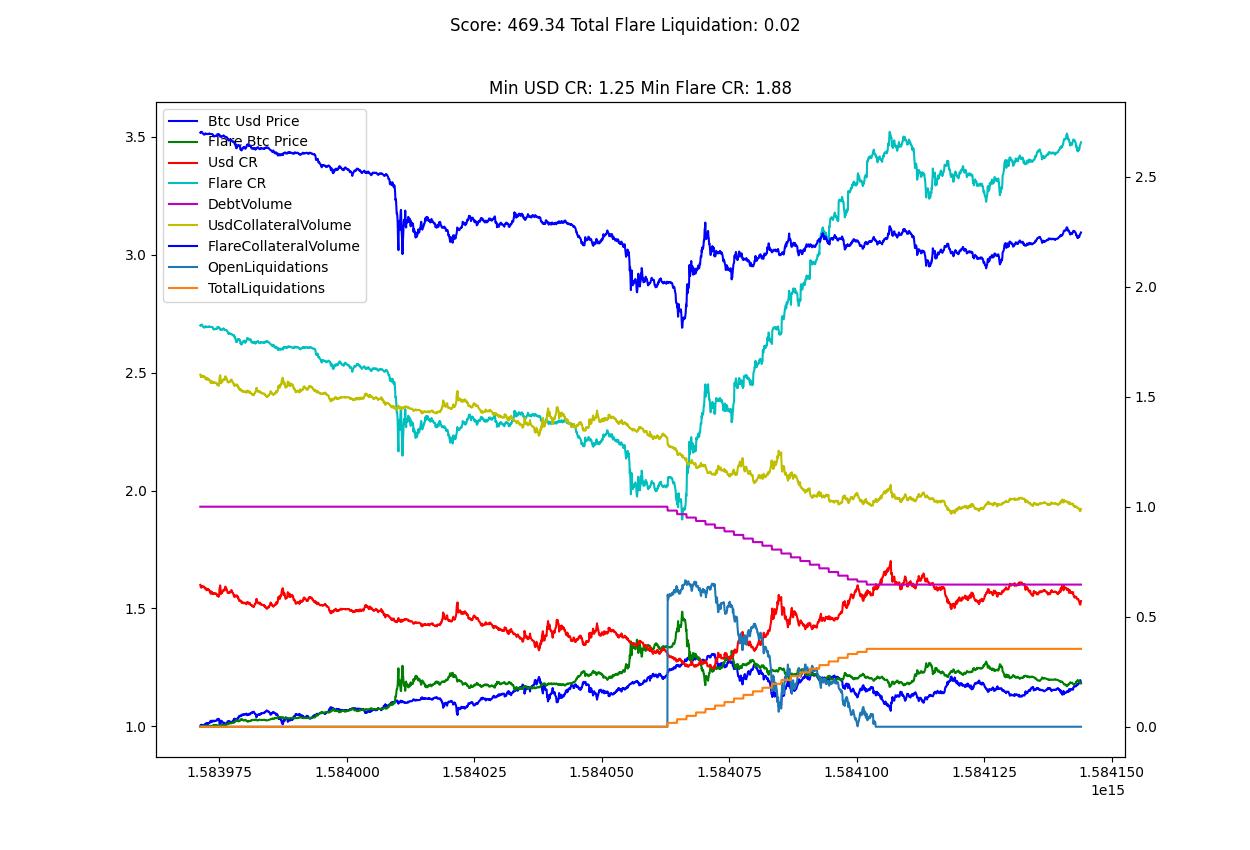 Score: 469.34 Total Flare Liquidation: 0.02
Min USD CR: 1.25 Min Flare CR: 1.88
Btc Usd Price
Flare Btc Price
Usd CR
Flare CR
DebtVolume
UsdCollateralVolume
FlareCollateralVolume
OpenLiquidations
TotalLiquidations
3.5
3.0
2.5
2.0
1.5
1.0
2.5
2.0
1.5
1.0
0.5
0.0
1.583975 1.584000 1.584025 1.584050 1.584075 1.584100 1.584125 1.584150
1e15